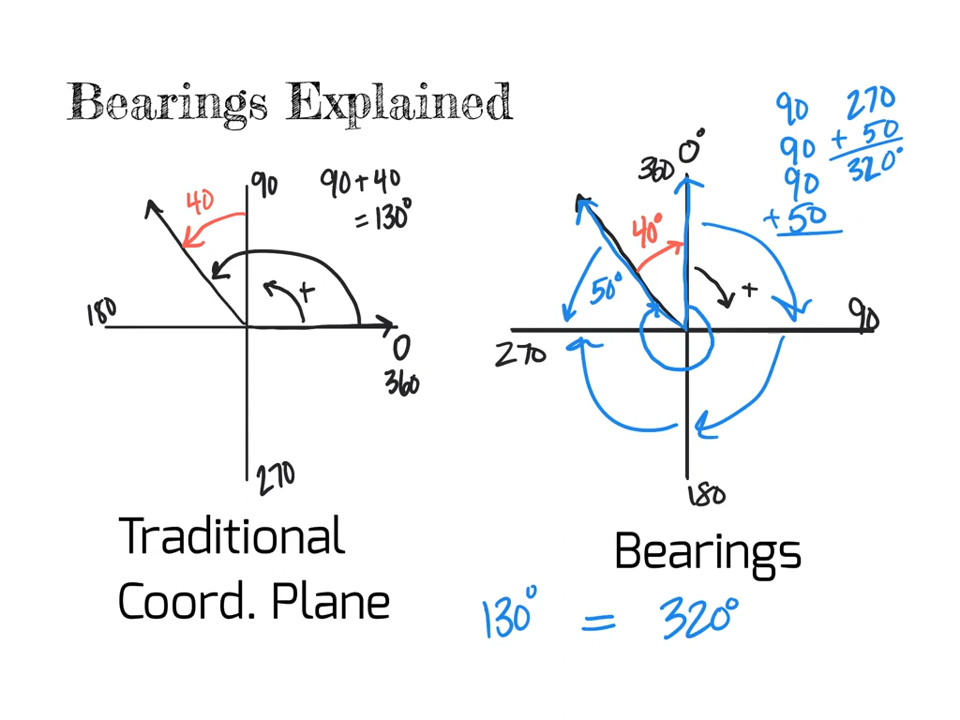 Bearings Explained
90
90 + 40
= 130°
40
180
0
360
270
Traditional
Coord. Plane
360 0°
40°
50°
+
+
90
270
180
90 270
90 + 50
90 320°
+ 50
Bearings
130° = 320°